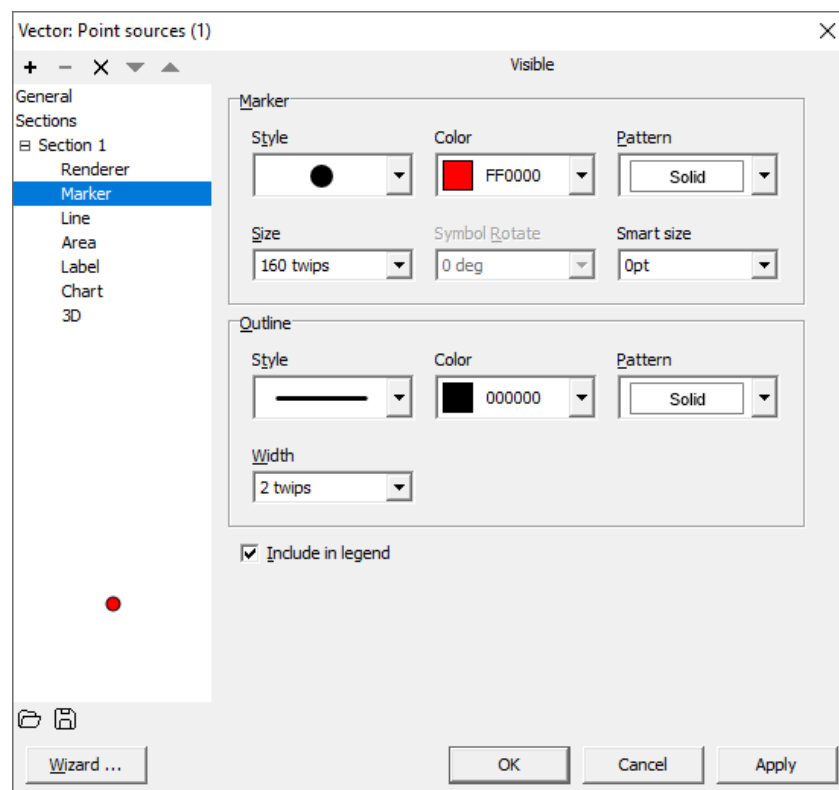 Vector: Point sources (1)
Visible
General
Sections
Section 1
Renderer
Marker
Line
Area
Label
Chart
3D
Marker
Style Color Pattern
FF0000 Solid
Size Symbol Rotate Smart size
160 twips 0 deg 0pt
Outline
Style Color Pattern
000000 Solid
Width
2 twips
Include in legend
Wizard ... OK Cancel Apply